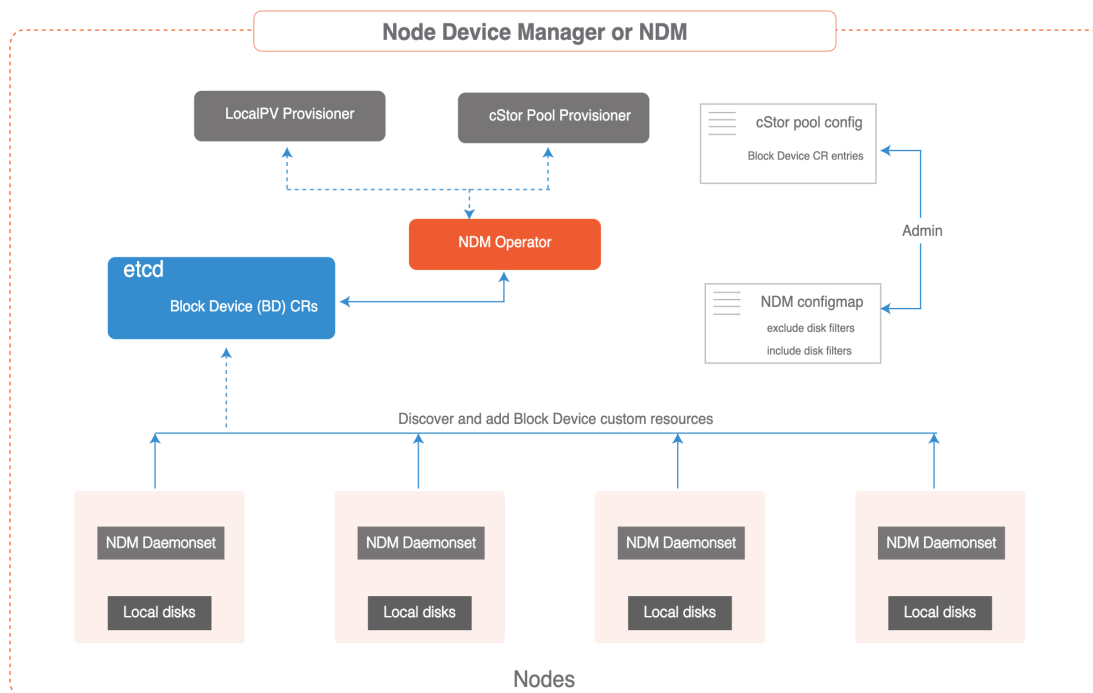 Node Device Manager or NDM
LocalPV Provisioner
cStor Pool Provisioner
cStor pool config
Block Device CR entries
Admin
NDM Operator
etcd
Block Device (BD) CRs
NDM configmap
exclude disk filters
include disk filters
Discover and add Block Device custom resources
NDM Daemonset
NDM Daemonset
NDM Daemonset
NDM Daemonset
Local disks
Local disks
Local disks
Local disks
Nodes